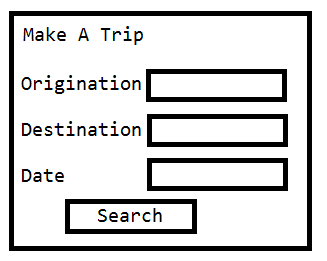 Make A Trip
Origination
Destination
Date
Search